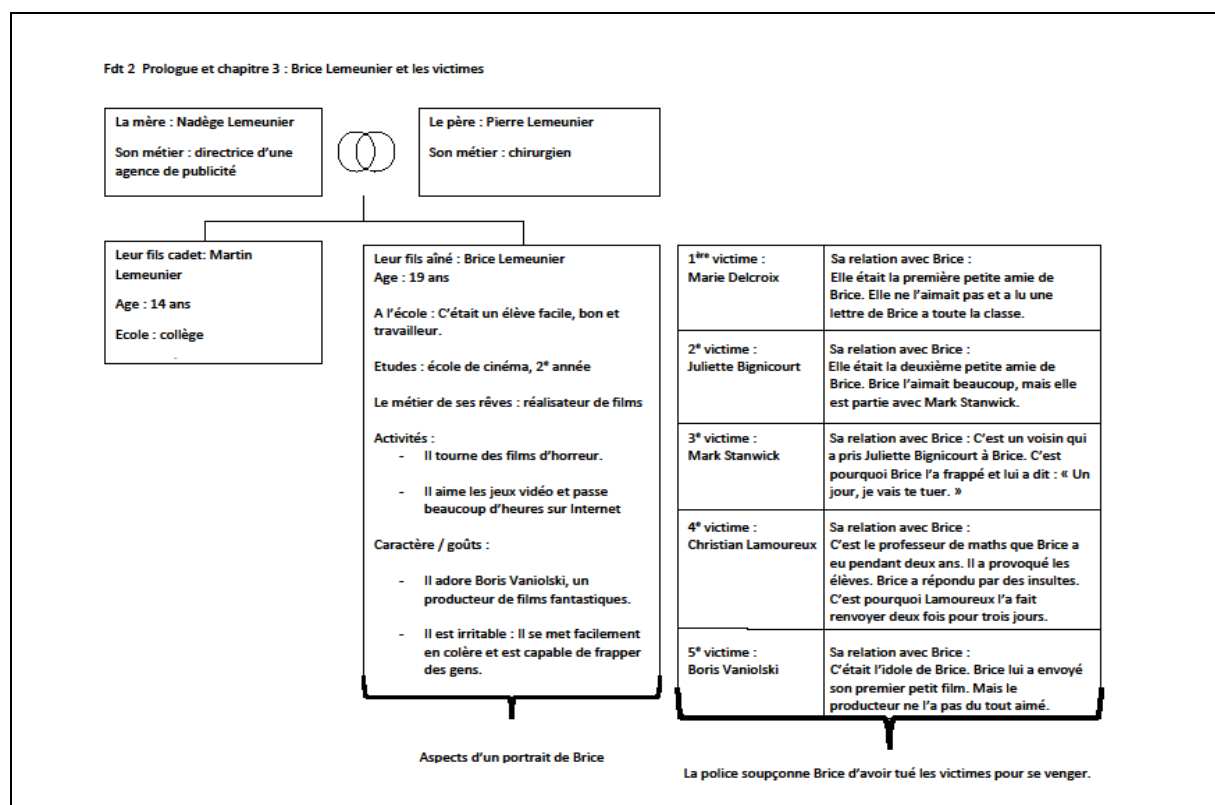 Fdt 2 Prologue et chapitre 3 : Brice Lemeunier et les victimes
La mère : Nadège Lemeunier
Son métier : directrice d'une
agence de publicité
Le père : Pierre Lemeunier
Son métier : chirurgien
Leur fils cadet: Martin
Lemeunier
Age : 14 ans
Ecole : collège
Leur fils aîné : Brice Lemeunier
Age : 19 ans
A l'école : C'était un élève facile, bon et
travailleur.
Etudes : école de cinéma, 2e année
Le métier de ses rêves : réalisateur de films
Activités :
- Il tourne des films d'horreur.
- Il aime les jeux vidéo et passe
beaucoup d'heures sur Internet
Caractère / goûts :
- Il adore Boris Vaniolski, un
producteur de films fantastiques.
- Il est irritable : Il se met facilement
en colère et est capable de frapper
des gens.
Aspects d'un portrait de Brice
1ère victime :
Marie Delcroix
Sa relation avec Brice :
Elle était la première petite amie de
Brice. Elle ne l'aimait pas et a lu une
lettre de Brice a toute la classe.
2e victime :
Juliette Bignicourt
Sa relation avec Brice :
Elle était la deuxième petite amie de
Brice. Brice l'aimait beaucoup, mais elle
est partie avec Mark Stanwick.
3e victime :
Mark Stanwick
Sa relation avec Brice : C'est un voisin qui
a pris Juliette Bignicourt à Brice. C'est
pourquoi Brice l'a frappé et lui a dit : « Un
jour, je vais te tuer. »
4e victime :
Christian Lamoureux
Sa relation avec Brice :
C'est le professeur de maths que Brice a
eu pendant deux ans. Il a provoqué les
élèves. Brice a répondu par des insultes.
C'est pourquoi Lamoureux l'a fait
renvoyer deux fois pour trois jours.
5e victime :
Boris Vaniolski
Sa relation avec Brice :
C'était l'idole de Brice. Brice lui a envoyé
son premier petit film. Mais le
producteur ne l'a pas du tout aimé.
La police soupçonne Brice d'avoir tué les victimes pour se venger.